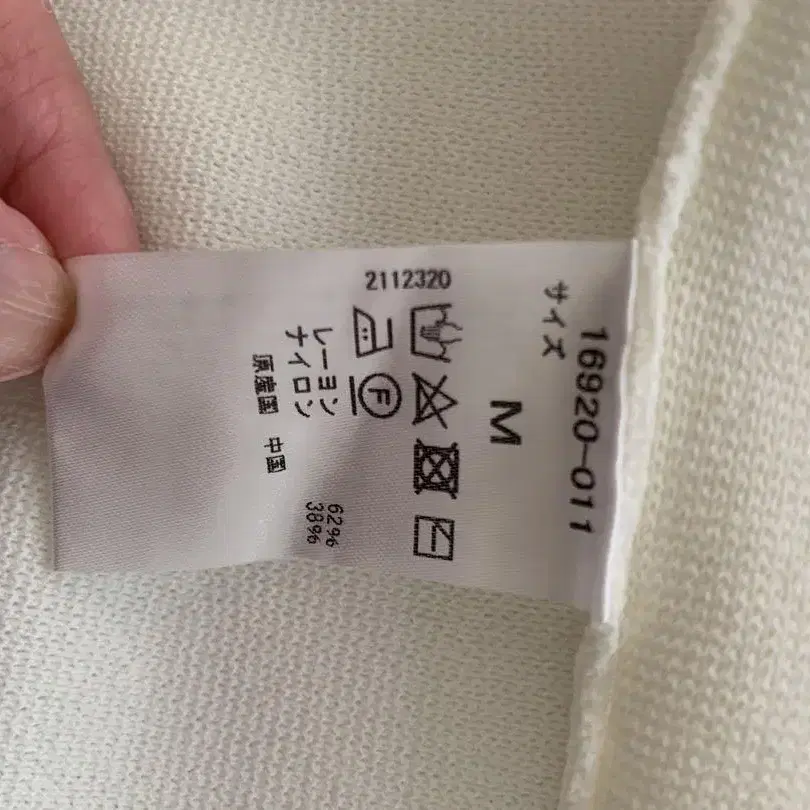 16920-011
サイズ
M
2112320
レーヨン 62%
ナイロン 38%
原産国 中国